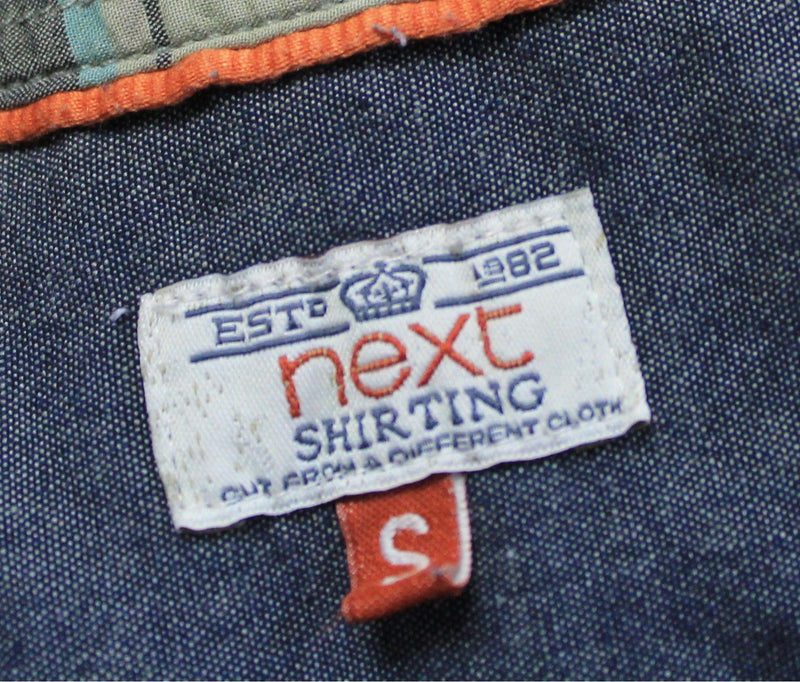 ESTD 1982
next
SHIRTING
CUT FROM A DIFFERENT CLOTH
S